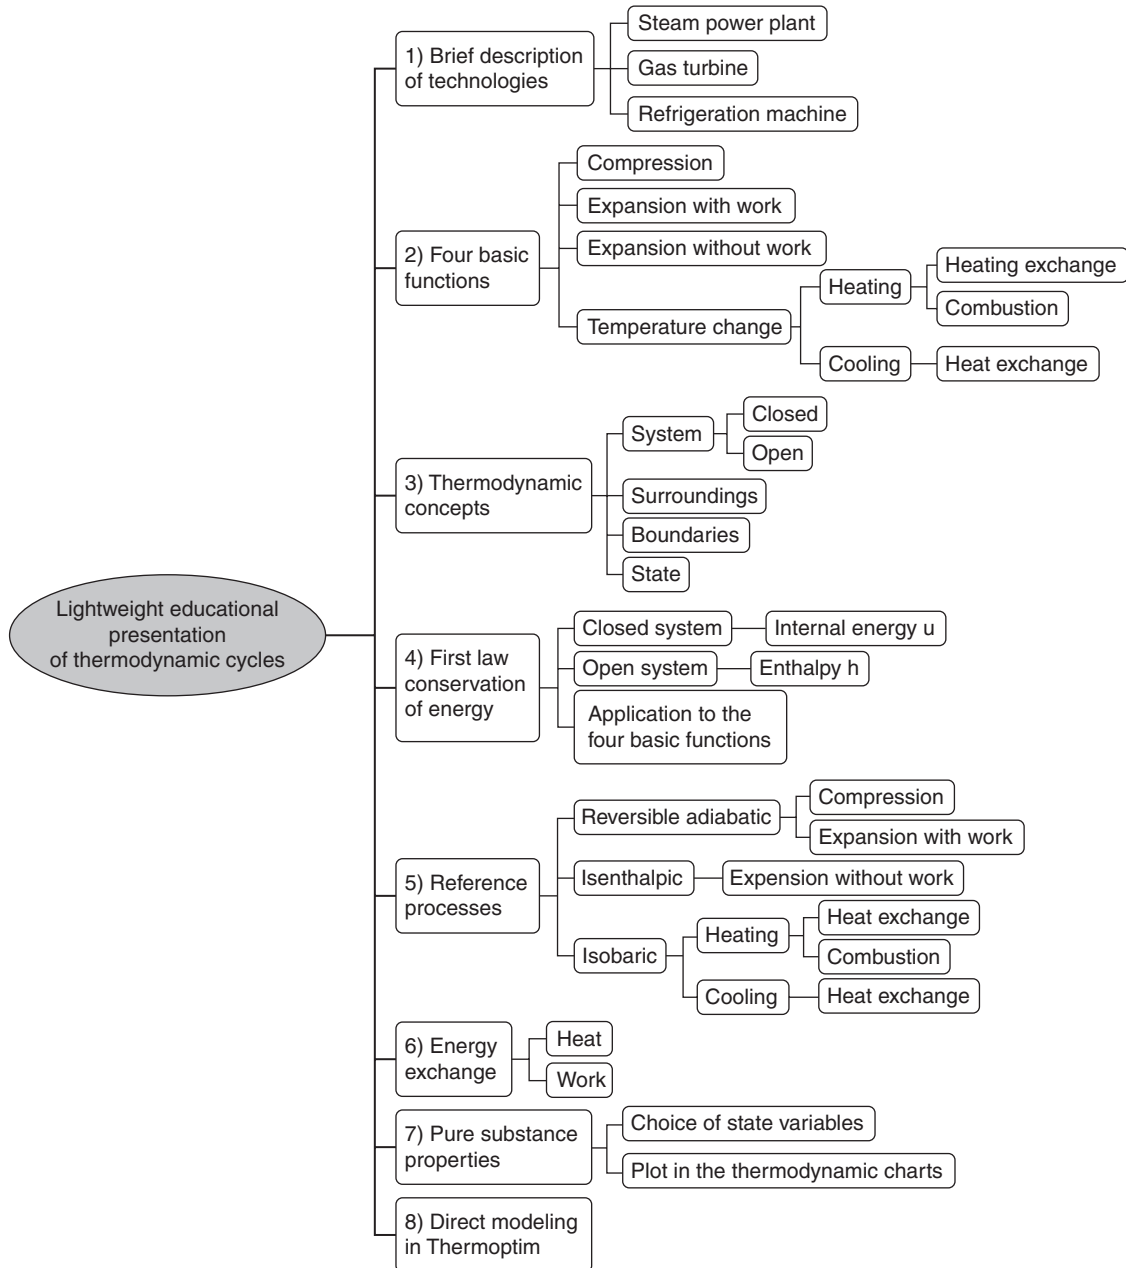 Lightweight educational
presentation
of thermodynamic cycles
1) Brief description
of technologies
Steam power plant
Gas turbine
Refrigeration machine
2) Four basic
functions
Compression
Expansion with work
Expansion without work
Temperature change
Heating
Heating exchange
Combustion
Cooling
Heat exchange
3) Thermodynamic
concepts
System
Closed
Open
Surroundings
Boundaries
State
4) First law
conservation
of energy
Closed system
Internal energy u
Open system
Enthalpy h
Application to the
four basic functions
5) Reference
processes
Reversible adiabatic
Compression
Expansion with work
Isenthalpic
Expension without work
Isobaric
Heating
Heat exchange
Combustion
Cooling
Heat exchange
6) Energy
exchange
Heat
Work
7) Pure substance
properties
Choice of state variables
Plot in the thermodynamic charts
8) Direct modeling
in Thermoptim